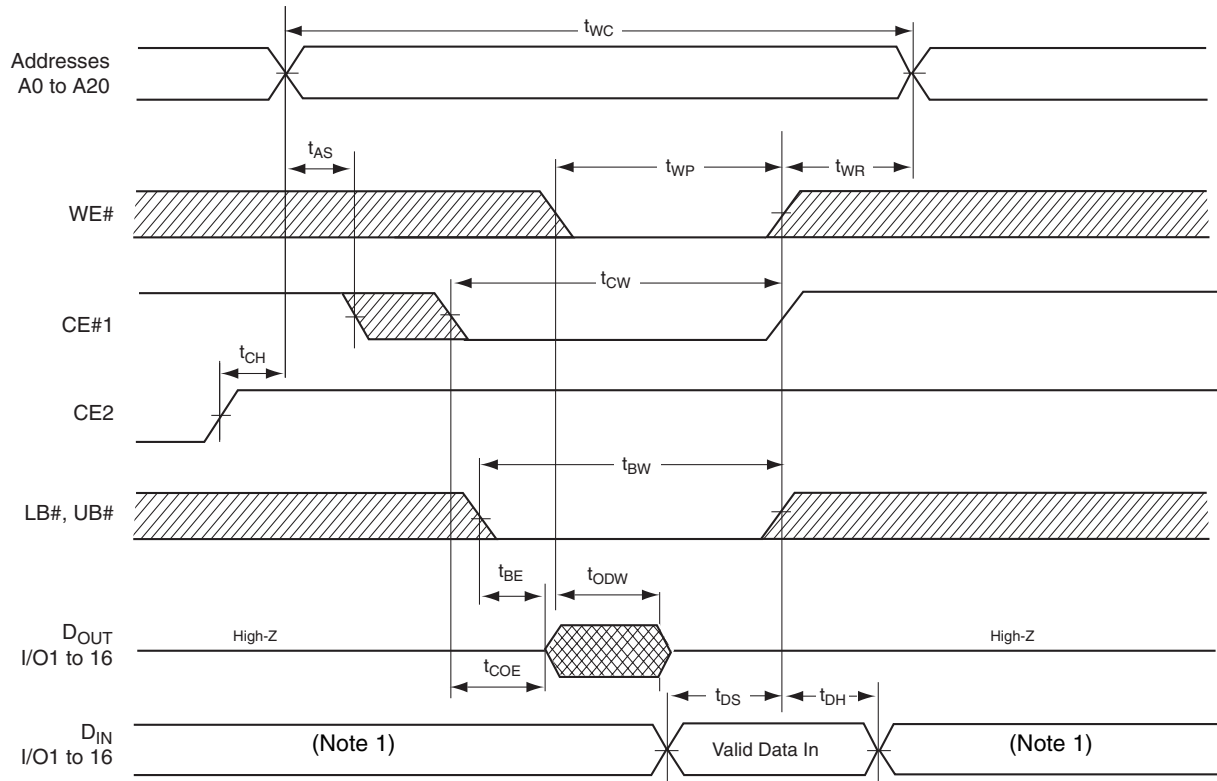 tWC
Addresses
A0 to A20
tAS
tWP
tWR
WE#
tCW
CE#1
tCH
CE2
tBW
LB#, UB#
tBE
tODW
DOUT
I/O1 to 16
High-Z
High-Z
tCOE
tDS
tDH
DIN
I/O1 to 16
(Note 1)
Valid Data In
(Note 1)